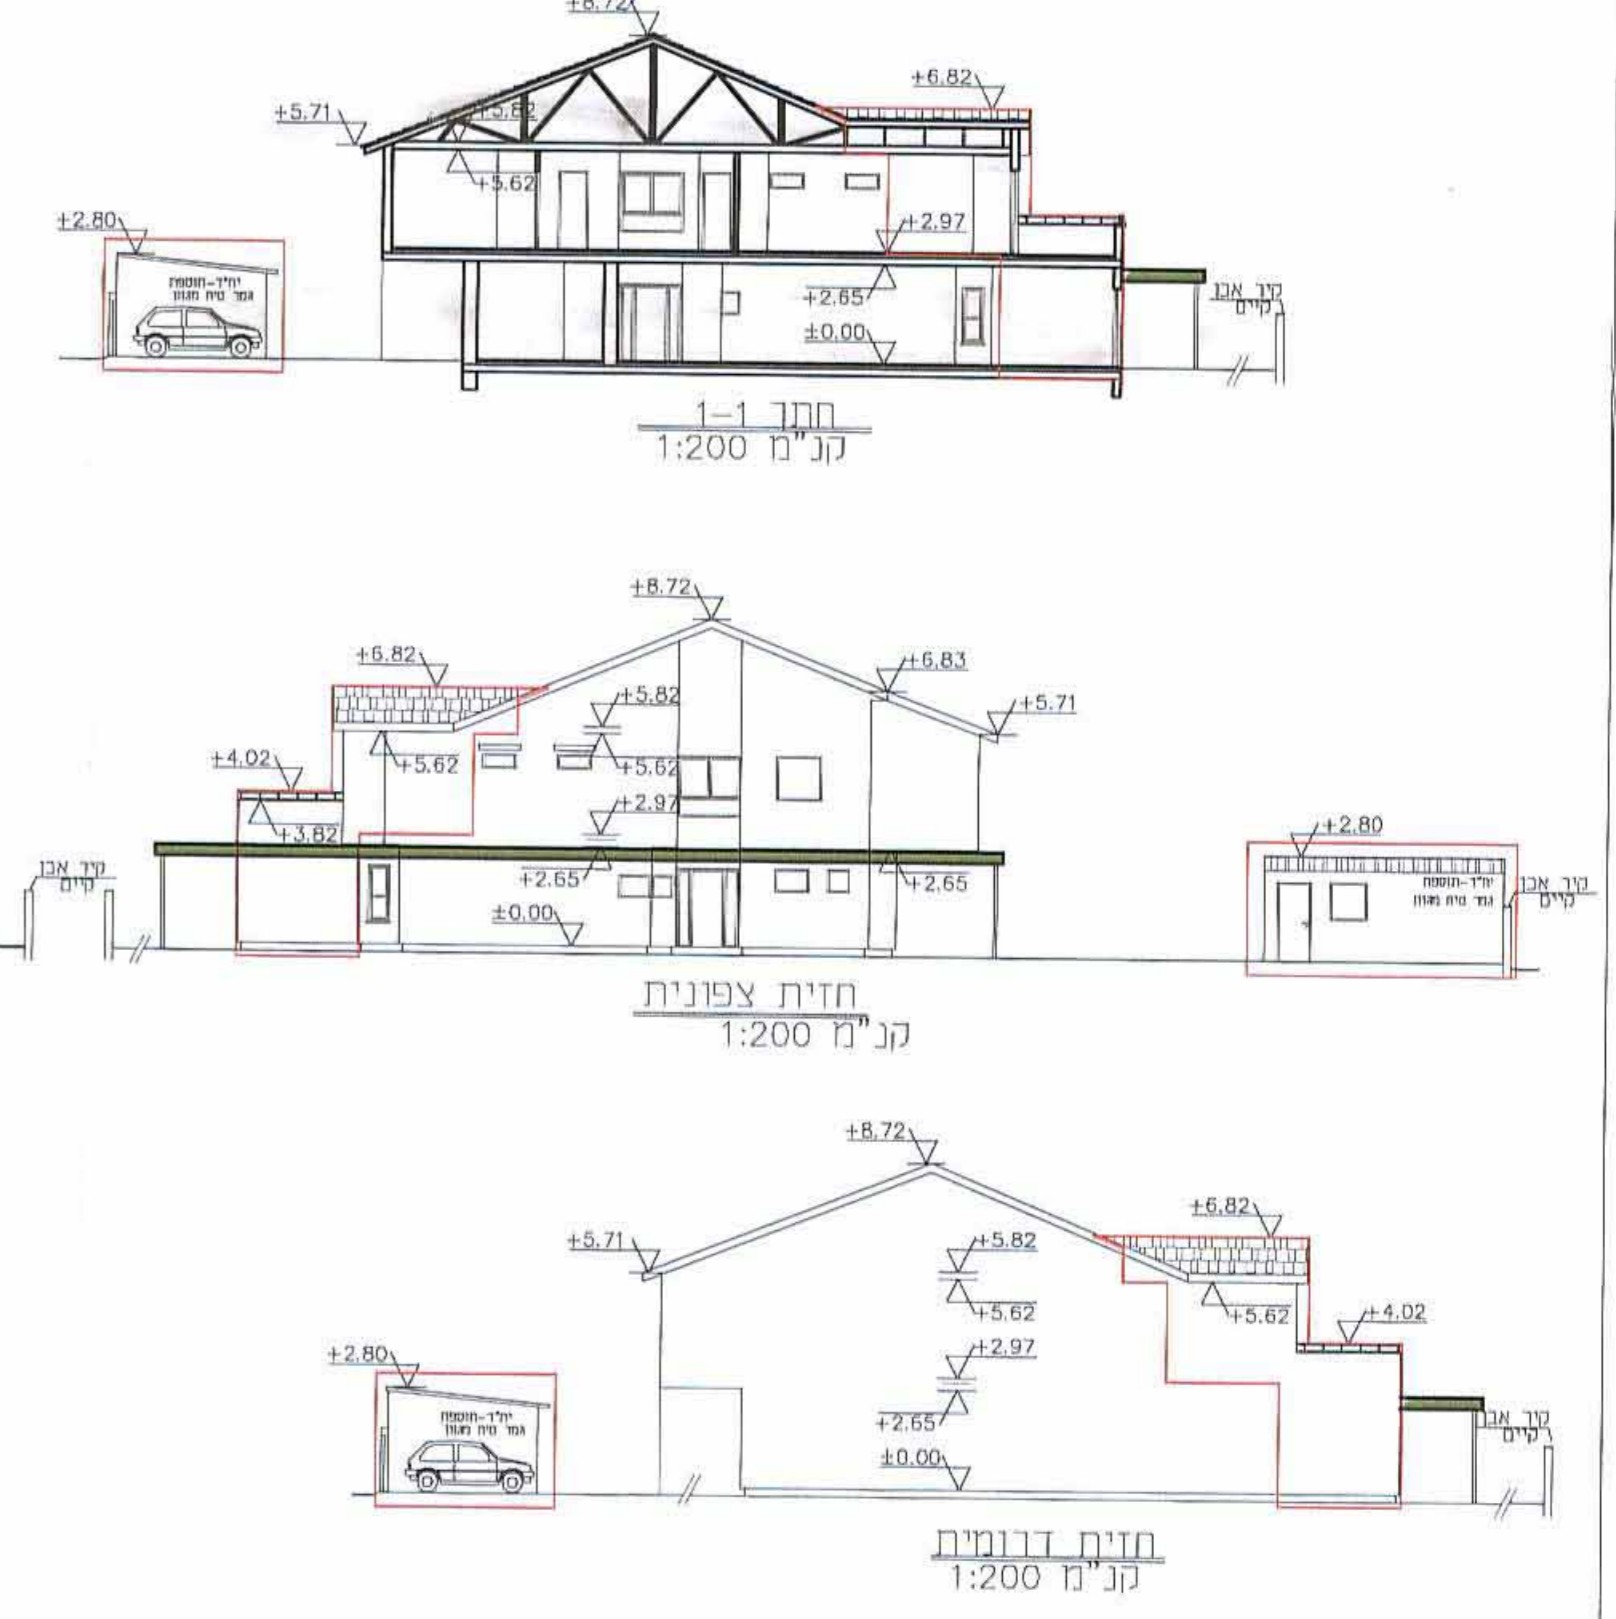 +8.72
+6.82
+5.71
+5.82
+5.62
+2.80
+2.97
יח"ד-תוספת
גמר טיח מגוון
+2.65
קיר אבן
קיים
±0.00
חתך 1-1
קנ"מ 1:200
+8.72
+6.82
+6.83
+5.82
+5.71
+4.02
+5.62
+5.62
+2.97
+3.82
+2.80
קיר אבן
קיים
+2.65
+2.65
יח"ד-תוספת
גמר טיח מגוון
קיר אבן
קיים
±0.00
חזית צפונית
קנ"מ 1:200
+8.72
+6.82
+5.71
+5.82
+5.62
+5.62
+4.02
+2.80
+2.97
יח"ד-תוספת
גמר טיח מגוון
+2.65
קיר אבן
קיים
±0.00
חזית דרומית
קנ"מ 1:200